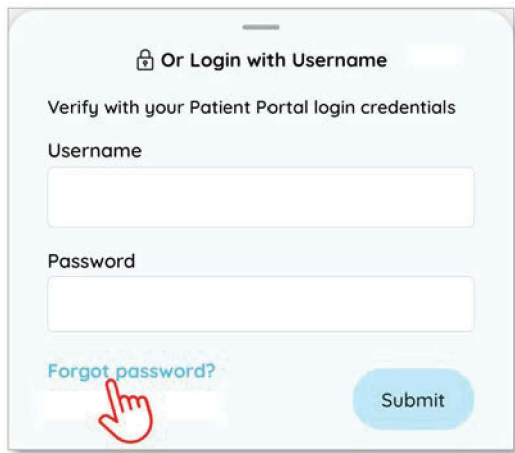 Or Login with Username
Verify with your Patient Portal login credentials
Username
Password
Forgot password?
Submit